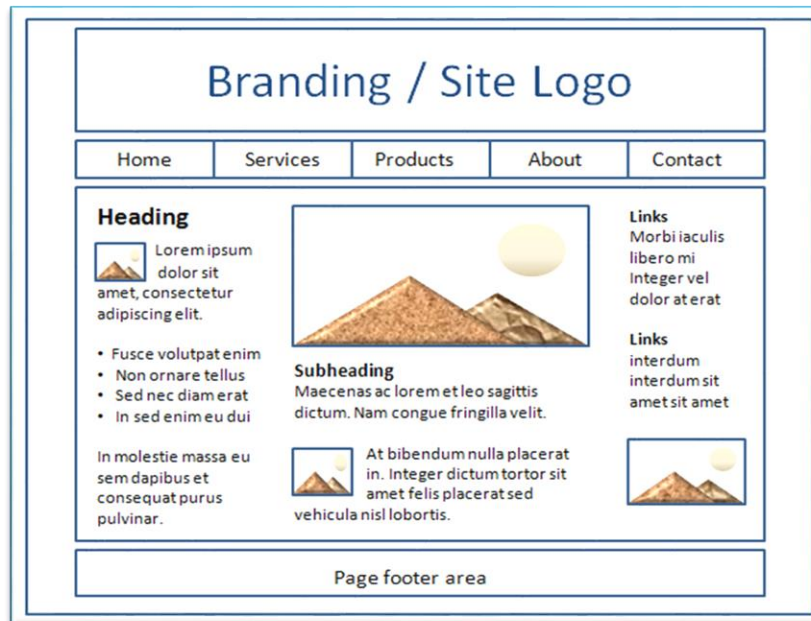 Branding / Site Logo
Home Services Products About Contact
Heading
Lorem ipsum
dolor sit
amet, consectetur
adipiscing elit.
• Fusce volutpat enim
• Non ornare tellus
• Sed nec diam erat
• In sed enim eu dui
In molestie massa eu
sem dapibus et
consequat purus
pulvinar.
Subheading
Maecenas ac lorem et leo sagittis
dictum. Nam congue fringilla velit.
At bibendum nulla placerat
in. Integer dictum tortor sit
amet felis placerat sed
vehicula nisl lobortis.
Links
Morbi iaculis
libero mi
Integer vel
dolor at erat
Links
interdum
interdum sit
amet sit amet
Page footer area